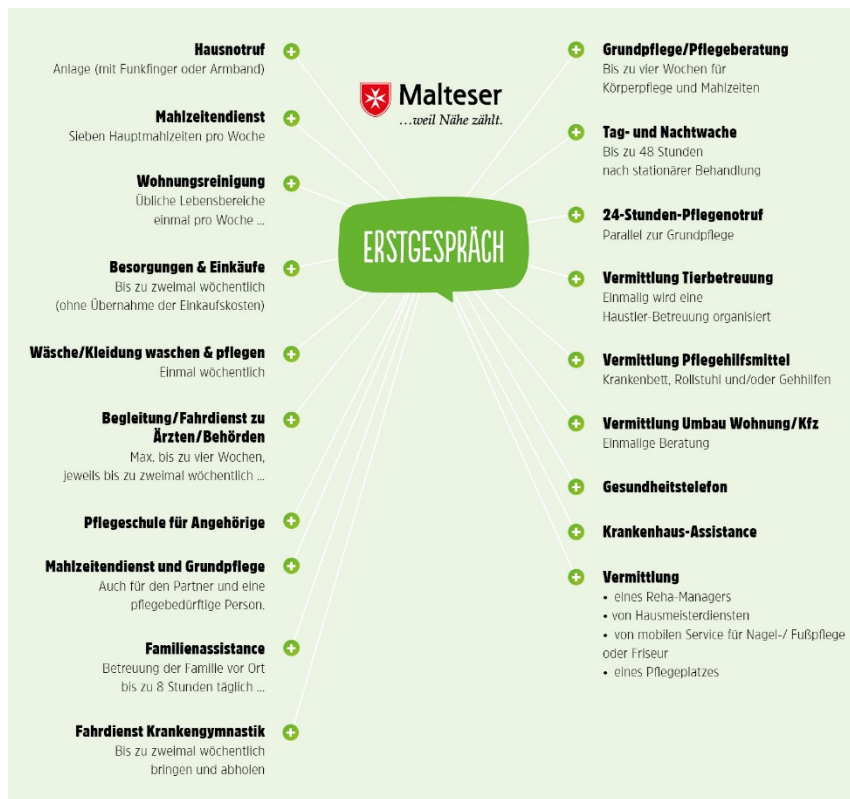 Hausnotruf
Anlage (mit Funkfinger oder Armband)
Mahlzeitendienst
Sieben Hauptmahlzeiten pro Woche
Wohnungsreinigung
Übliche Lebensbereiche
einmal pro Woche ...
Besorgungen & Einkäufe
Bis zu zweimal wöchentlich
(ohne Übernahme der Einkaufskosten)
Wäsche/Kleidung waschen & pflegen
Einmal wöchentlich
Begleitung/Fahrdienst zu
Ärzten/Behörden
Max. bis zu vier Wochen,
jeweils bis zu zweimal wöchentlich ...
Pflegeschule für Angehörige
Mahlzeitendienst und Grundpflege
Auch für den Partner und eine
pflegebedürftige Person.
Familienassistance
Betreuung der Familie vor Ort
bis zu 8 Stunden täglich ...
Fahrdienst Krankengymnastik
Bis zu zweimal wöchentlich
bringen und abholen
Malteser
...weil Nähe zählt.
ERSTGESPRÄCH
Grundpflege/Pflegeberatung
Bis zu vier Wochen für
Körperpflege und Mahlzeiten
Tag- und Nachtwache
Bis zu 48 Stunden
nach stationärer Behandlung
24-Stunden-Pflegenotruf
Parallel zur Grundpflege
Vermittlung Tierbetreuung
Einmalig wird eine
Haustier-Betreuung organisiert
Vermittlung Pflegehilfsmittel
Krankenbett, Rollstuhl und/oder Gehhilfen
Vermittlung Umbau Wohnung/Kfz
Einmalige Beratung
Gesundheitstelefon
Krankenhaus-Assistance
Vermittlung
• eines Reha-Managers
• von Hausmeisterdiensten
• von mobilen Service für Nagel-/ Fußpflege
oder Friseur
• eines Pflegeplatzes